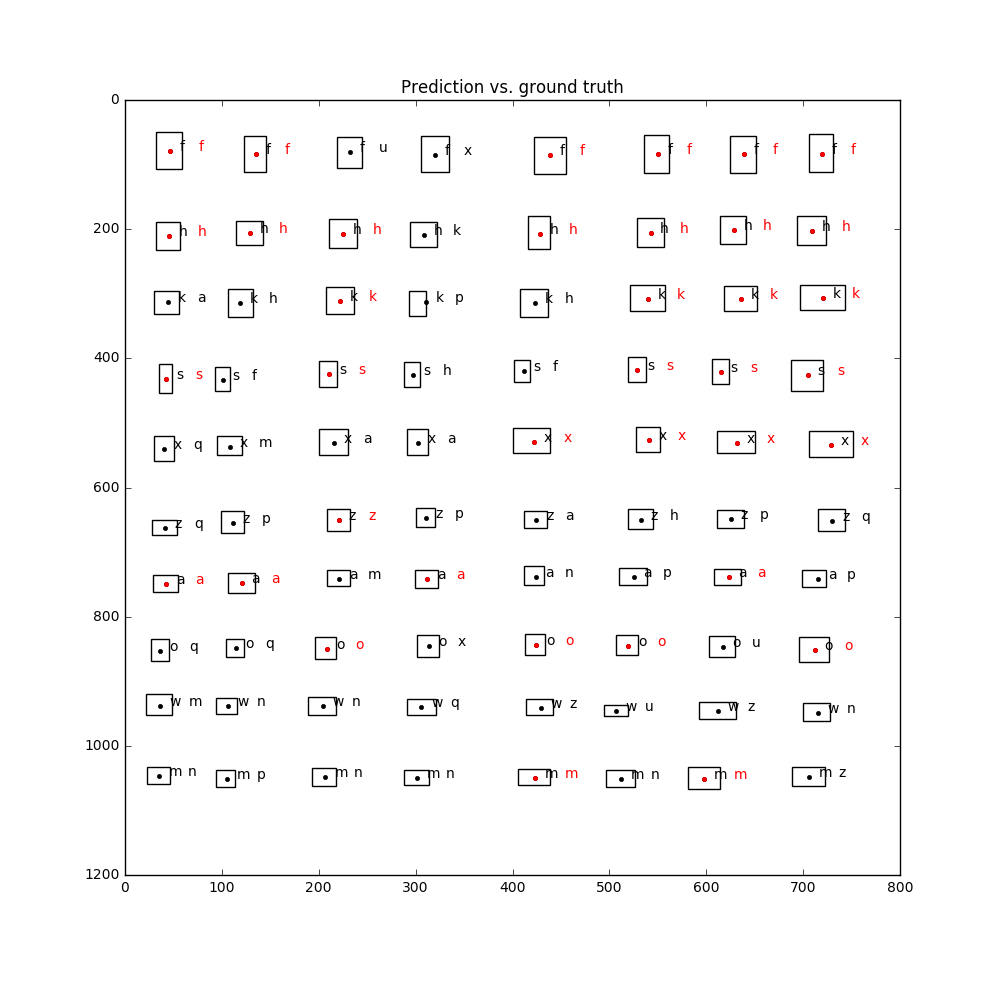 Prediction vs. ground truth
0
f f f f f u f x f f f f f f f f
200
h h h h h h h k h h h h h h h h
k a k h k k k p k h k k k k k k
400
s s s f s s s h s f s s s s s s
x q x m x a x a x x x x x x x x
600
z q z p z z z p z a z h z p z q
a a a a a m a a a n a p a a a p
800
o q o q o o o x o o o o o u o o
w m w n w n w q w z w u w z w n
1000
m n m p m n m n m m m n m m m z
1200
0 100 200 300 400 500 600 700 800